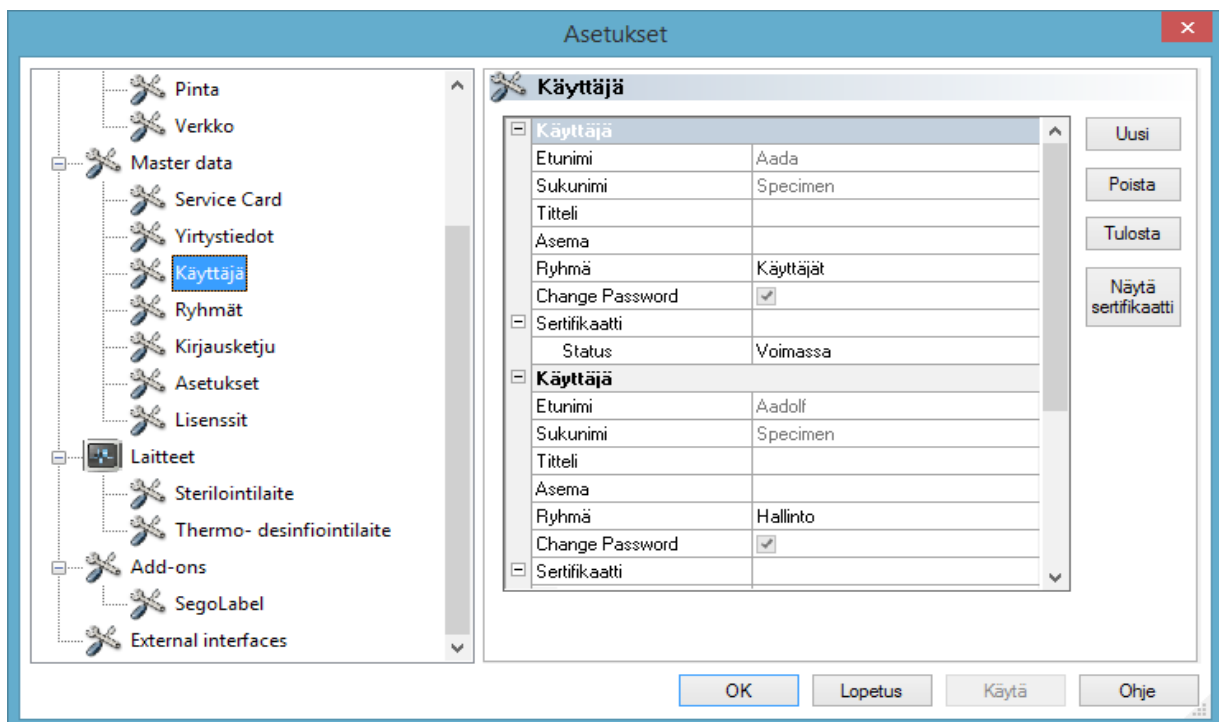 Asetukset
Pinta
Verkko
Master data
Service Card
Yirtystiedot
Käyttäjä
Ryhmät
Kirjausketju
Asetukset
Lisenssit
Laitteet
Sterilointilaite
Thermo- desinfiointilaite
Add-ons
SegoLabel
External interfaces
Käyttäjä
Käyttäjä
Etunimi Aada
Sukunimi Specimen
Titteli
Asema
Ryhmä Käyttäjät
Change Password
Sertifikaatti
Status Voimassa
Käyttäjä
Etunimi Aadolf
Sukunimi Specimen
Titteli
Asema
Ryhmä Hallinto
Change Password
Sertifikaatti
Uusi
Poista
Tulosta
Näytä
sertifikaatti
OK Lopetus Käytä Ohje